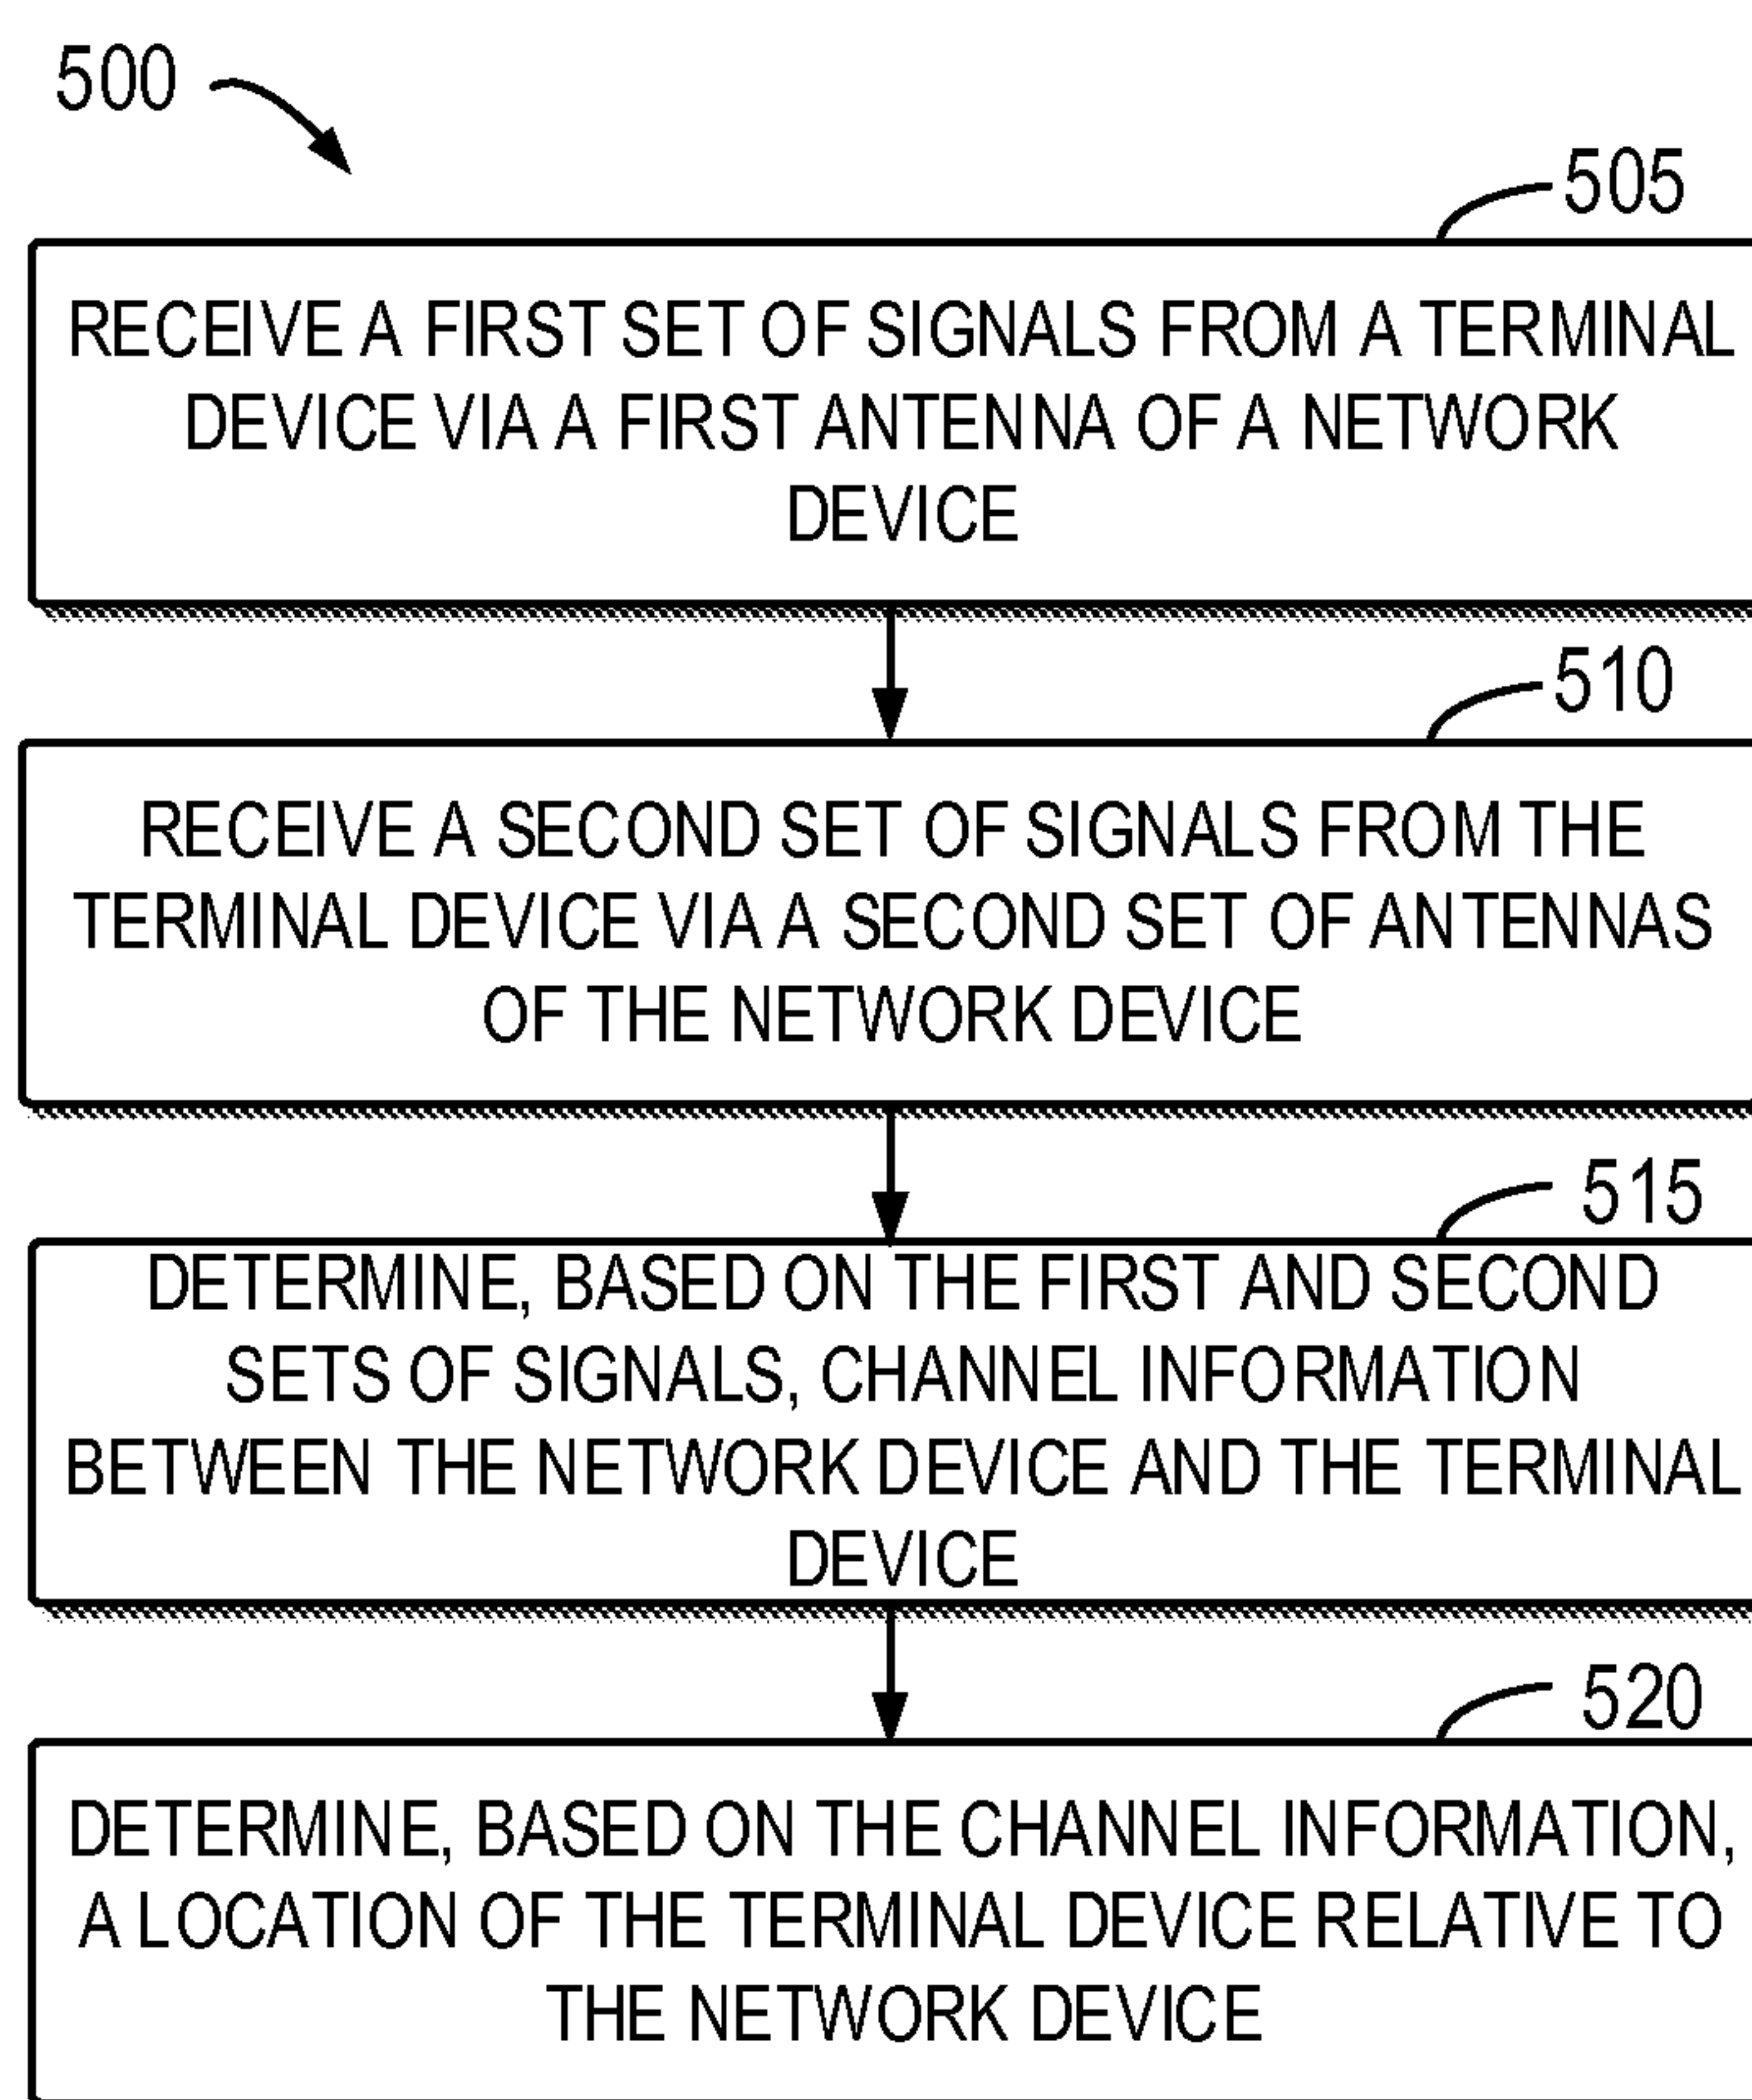 500
505
RECEIVE A FIRST SET OF SIGNALS FROM A TERMINAL
DEVICE VIA A FIRST ANTENNA OF A NETWORK
DEVICE
510
RECEIVE A SECOND SET OF SIGNALS FROM THE
TERMINAL DEVICE VIA A SECOND SET OF ANTENNAS
OF THE NETWORK DEVICE
515
DETERMINE, BASED ON THE FIRST AND SECOND
SETS OF SIGNALS, CHANNEL INFORMATION
BETWEEN THE NETWORK DEVICE AND THE TERMINAL
DEVICE
520
DETERMINE, BASED ON THE CHANNEL INFORMATION,
A LOCATION OF THE TERMINAL DEVICE RELATIVE TO
THE NETWORK DEVICE